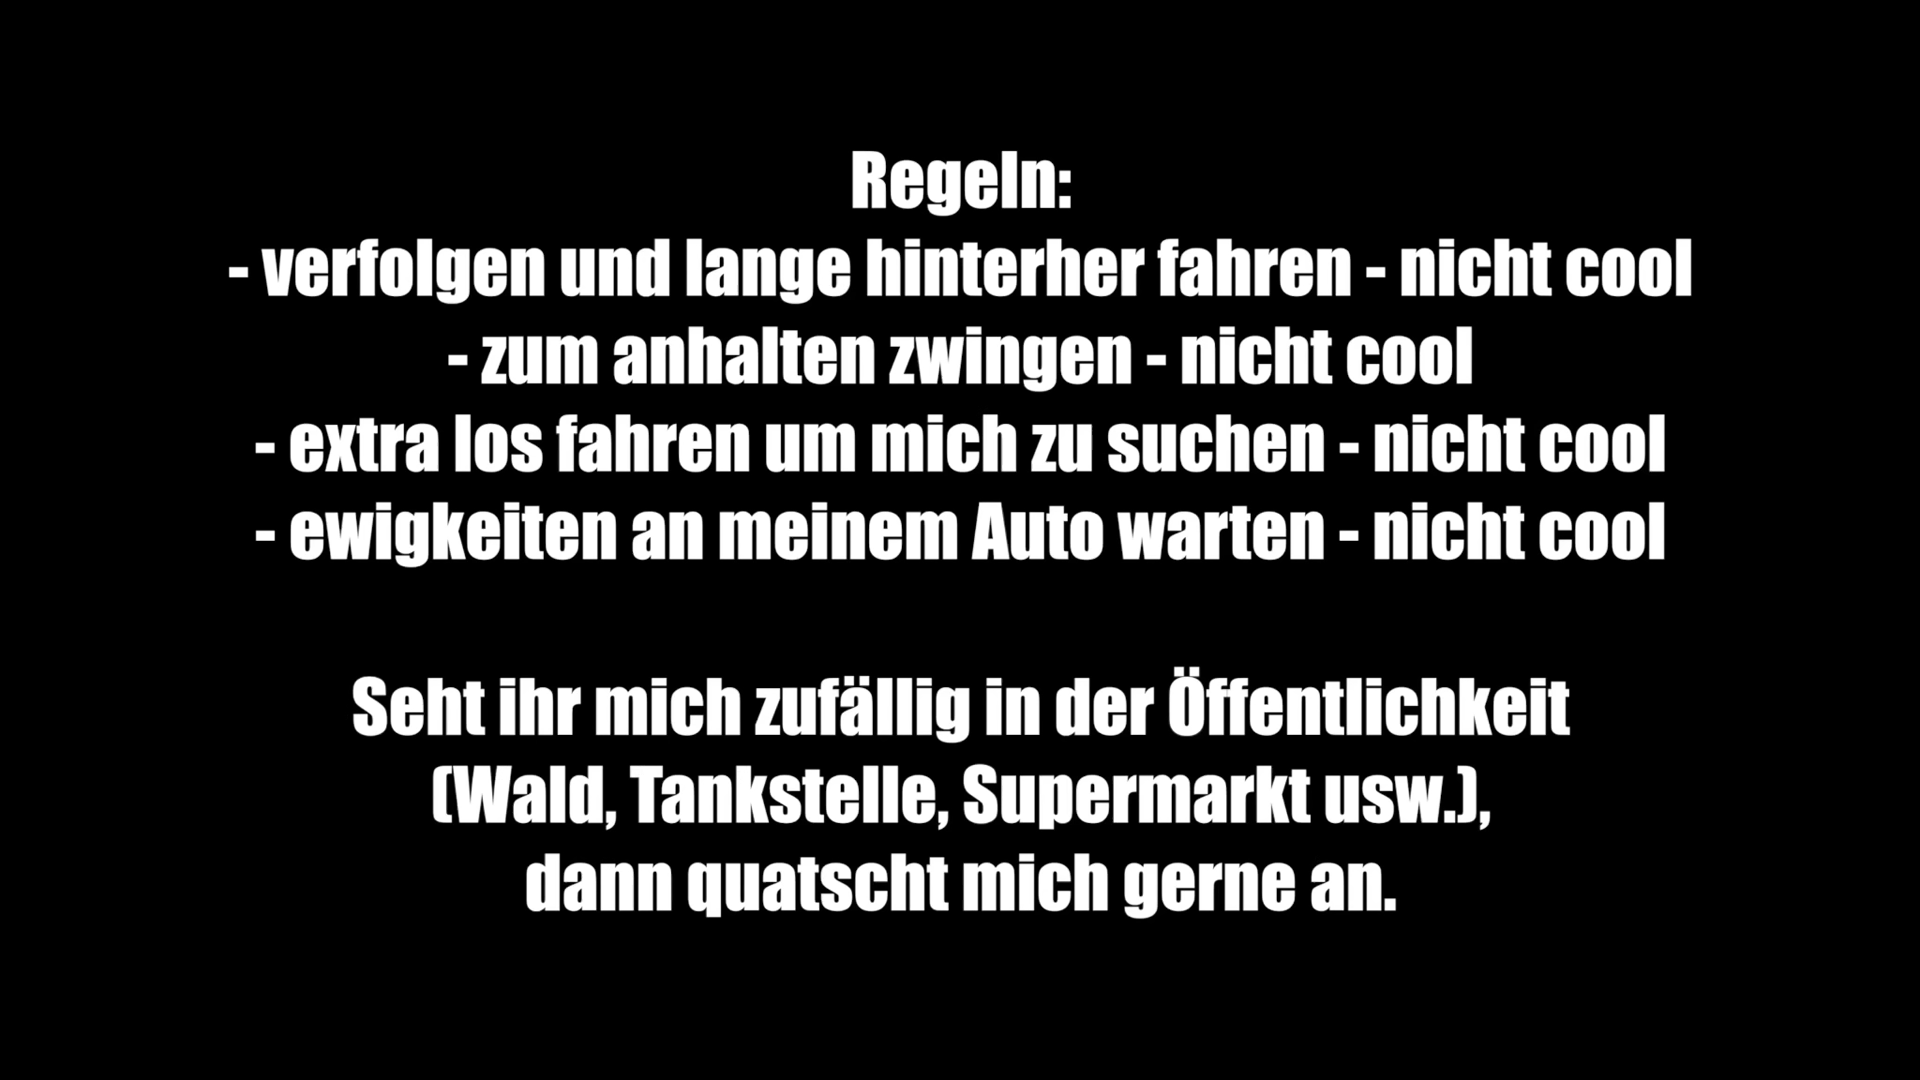 Regeln:
- verfolgen und lange hinterher fahren - nicht cool
- zum anhalten zwingen - nicht cool
- extra los fahren um mich zu suchen - nicht cool
- ewigkeiten an meinem Auto warten - nicht cool
Seht ihr mich zufällig in der Öffentlichkeit
(Wald, Tankstelle, Supermarkt usw.),
dann quatscht mich gerne an.